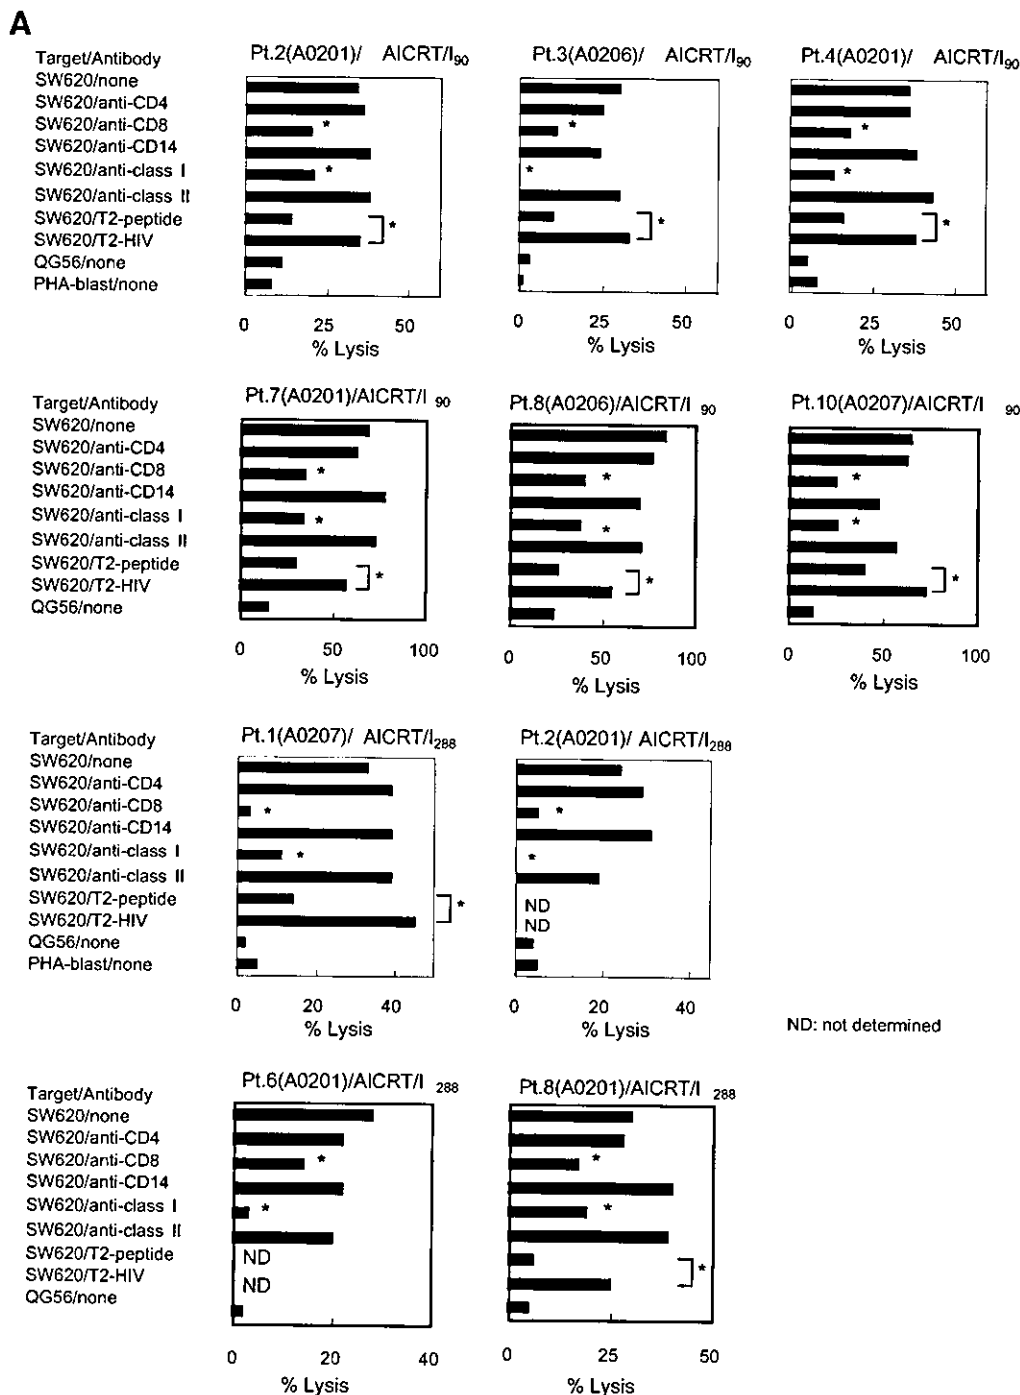 A
Target/Antibody
SW620/none
SW620/anti-CD4
SW620/anti-CD8
SW620/anti-CD14
SW620/anti-class I
SW620/anti-class II
SW620/T2-peptide
SW620/T2-HIV
QG56/none
PHA-blast/none
Pt.2(A0201)/ AICRT/I90
*
*
*
0 25 50
% Lysis
Pt.3(A0206)/ AICRT/I90
*
*
*
0 25 50
% Lysis
Pt.4(A0201)/ AICRT/I90
*
*
*
0 25 50
% Lysis
Target/Antibody
SW620/none
SW620/anti-CD4
SW620/anti-CD8
SW620/anti-CD14
SW620/anti-class I
SW620/anti-class II
SW620/T2-peptide
SW620/T2-HIV
QG56/none
Pt.7(A0201)/AICRT/I 90
*
*
*
0 50 100
% Lysis
Pt.8(A0206)/AICRT/I 90
*
*
*
0 50 100
% Lysis
Pt.10(A0207)/AICRT/I 90
*
*
*
0 50 100
% Lysis
Target/Antibody
SW620/none
SW620/anti-CD4
SW620/anti-CD8
SW620/anti-CD14
SW620/anti-class I
SW620/anti-class II
SW620/T2-peptide
SW620/T2-HIV
QG56/none
PHA-blast/none
Pt.1(A0207)/ AICRT/I288
*
*
*
0 20 40
% Lysis
Pt.2(A0201)/ AICRT/I288
*
*
ND
ND
0 20 40
% Lysis
ND: not determined
Target/Antibody
SW620/none
SW620/anti-CD4
SW620/anti-CD8
SW620/anti-CD14
SW620/anti-class I
SW620/anti-class II
SW620/T2-peptide
SW620/T2-HIV
QG56/none
Pt.6(A0201)/AICRT/I 288
*
*
ND
ND
0 20 40
% Lysis
Pt.8(A0201)/AICRT/I 288
*
*
*
0 25 50
% Lysis